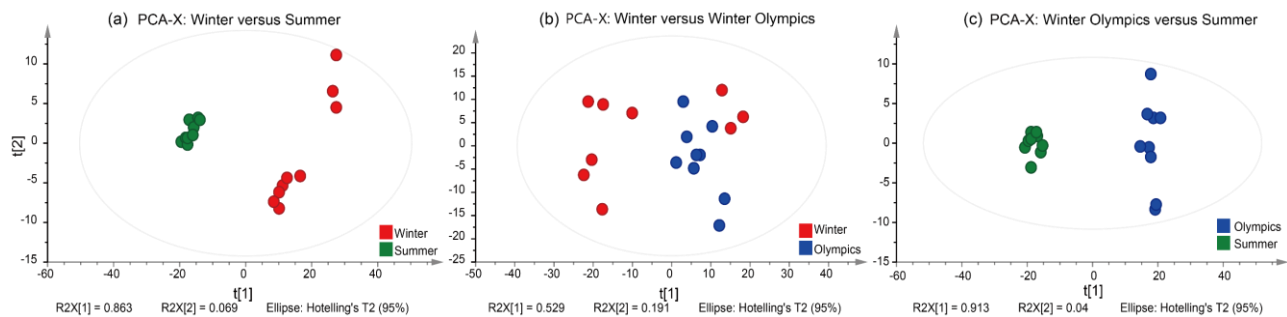 (a) PCA-X: Winter versus Summer
t[2]
10
5
0
-5
-10
-15
-60
-40
-20
0
20
40
t[1]
Winter
Summer
R2X[1] = 0.863 R2X[2] = 0.069 Ellipse: Hotelling's T2 (95%)
(b) PCA-X: Winter versus Winter Olympics
20
15
10
5
0
-5
-10
-15
-20
-25
-50
-40
-30
-20
-10
0
10
20
30
40
t[1]
Winter
Olympics
R2X[1] = 0.529 R2X[2] = 0.191 Ellipse: Hotelling's T2 (95%)
(c) PCA-X: Winter Olympics versus Summer
10
5
0
-5
-10
-15
-60
-40
-20
0
20
40
t[1]
Olympics
Summer
R2X[1] = 0.913 R2X[2] = 0.04 Ellipse: Hotelling's T2 (95%)